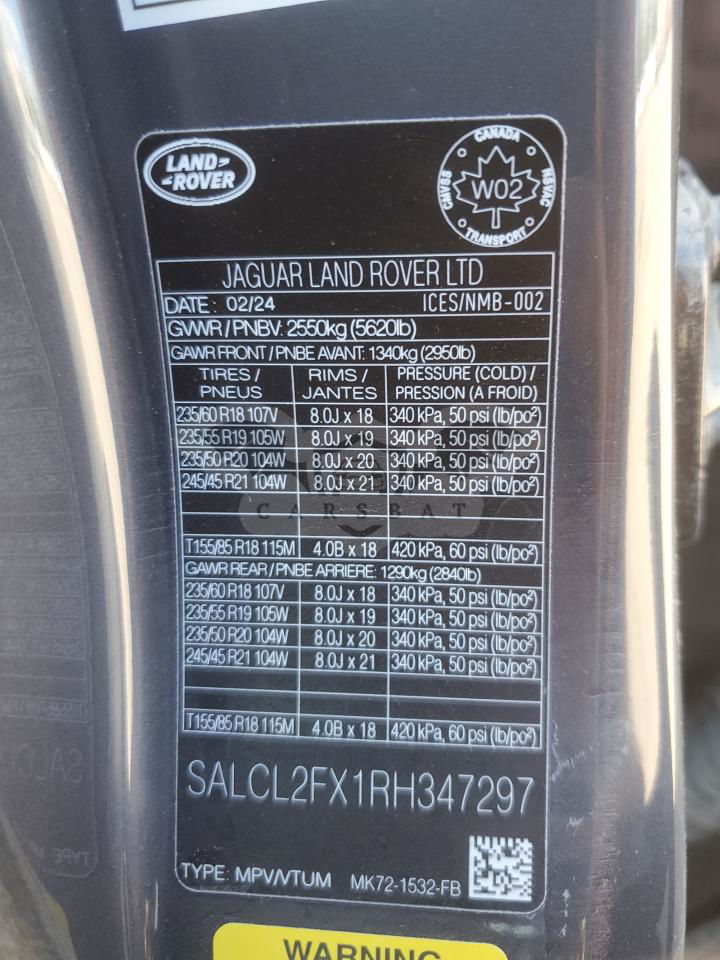 LAND
ROVER
CANADA
CMVSS
W02
NSVAC
TRANSPORT
JAGUAR LAND ROVER LTD
DATE: 02/24 ICES/NMB-002
GVWR/PNBV: 2550kg (5620lb)
GAWR FRONT/PNBE AVANT: 1340kg (2950lb)
TIRES / RIMS / PRESSURE (COLD) /
PNEUS JANTES PRESSION (A FROID)
235/60 R18 107V 8.0J x 18 340 kPa, 50 psi (lb/po²)
235/55 R19 105W 8.0J x 19 340 kPa, 50 psi (lb/po²)
235/50 R20 104W 8.0J x 20 340 kPa, 50 psi (lb/po²)
245/45 R21 104W 8.0J x 21 340 kPa, 50 psi (lb/po²)
CARSBAT
T155/85 R18 115M 4.0B x 18 420 kPa, 60 psi (lb/po²)
GAWR REAR/PNBE ARRIERE: 1290kg (2840lb)
235/60 R18 107V 8.0J x 18 340 kPa, 50 psi (lb/po²)
235/55 R19 105W 8.0J x 19 340 kPa, 50 psi (lb/po²)
235/50 R20 104W 8.0J x 20 340 kPa, 50 psi (lb/po²)
245/45 R21 104W 8.0J x 21 340 kPa, 50 psi (lb/po²)
T155/85 R18 115M 4.0B x 18 420 kPa, 60 psi (lb/po²)
SALCL2FX1RH347297
TYPE: MPV/VTUM MK72-1532-FB
WARNING